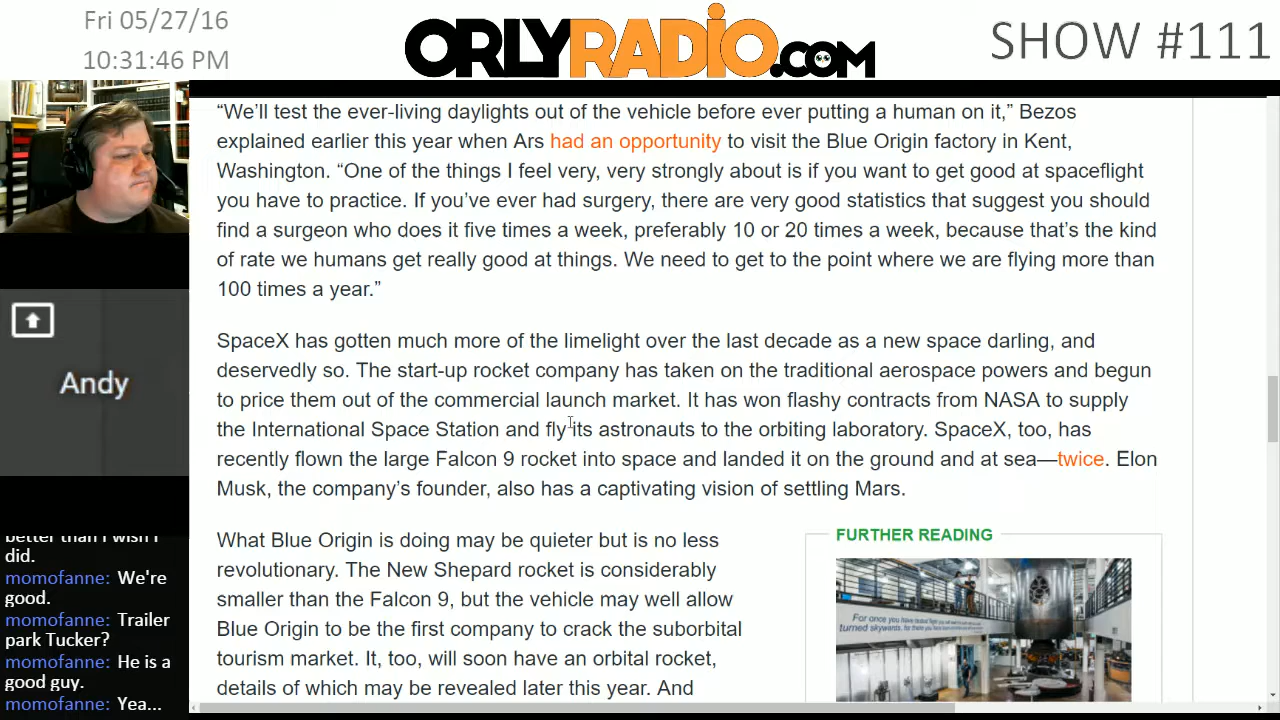 Fri 05/27/16
10:31:46 PM
ORLYRADIO.COM
SHOW #111
“We’ll test the ever-living daylights out of the vehicle before ever putting a human on it,” Bezos
explained earlier this year when Ars had an opportunity to visit the Blue Origin factory in Kent,
Washington. “One of the things I feel very, very strongly about is if you want to get good at spaceflight
you have to practice. If you’ve ever had surgery, there are very good statistics that suggest you should
find a surgeon who does it five times a week, preferably 10 or 20 times a week, because that’s the kind
of rate we humans get really good at things. We need to get to the point where we are flying more than
100 times a year.”
SpaceX has gotten much more of the limelight over the last decade as a new space darling, and
deservedly so. The start-up rocket company has taken on the traditional aerospace powers and begun
to price them out of the commercial launch market. It has won flashy contracts from NASA to supply
the International Space Station and fly its astronauts to the orbiting laboratory. SpaceX, too, has
recently flown the large Falcon 9 rocket into space and landed it on the ground and at sea—twice. Elon
Musk, the company’s founder, also has a captivating vision of settling Mars.
What Blue Origin is doing may be quieter but is no less
revolutionary. The New Shepard rocket is considerably
smaller than the Falcon 9, but the vehicle may well allow
Blue Origin to be the first company to crack the suborbital
tourism market. It, too, will soon have an orbital rocket,
details of which may be revealed later this year. And
FURTHER READING
For once you have
turned skywards, for there you have
Andy
better than I wish I
did.
momofanne: We're
good.
momofanne: Trailer
park Tucker?
momofanne: He is a
good guy.
momofanne: Yea...